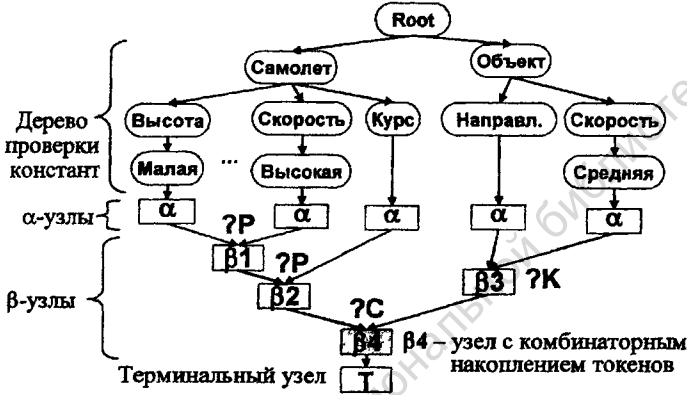 Root
Самолет
Объект
Дерево
проверки
констант
Высота
Скорость
Курс
Направл.
Скорость
Малая
...
Высокая
Средняя
α-узлы
α
α
α
α
α
?P
β1
?P
β2
β3
?K
β-узлы
?C
β4
β4 – узел с комбинаторным
накоплением токенов
Терминальный узел
T